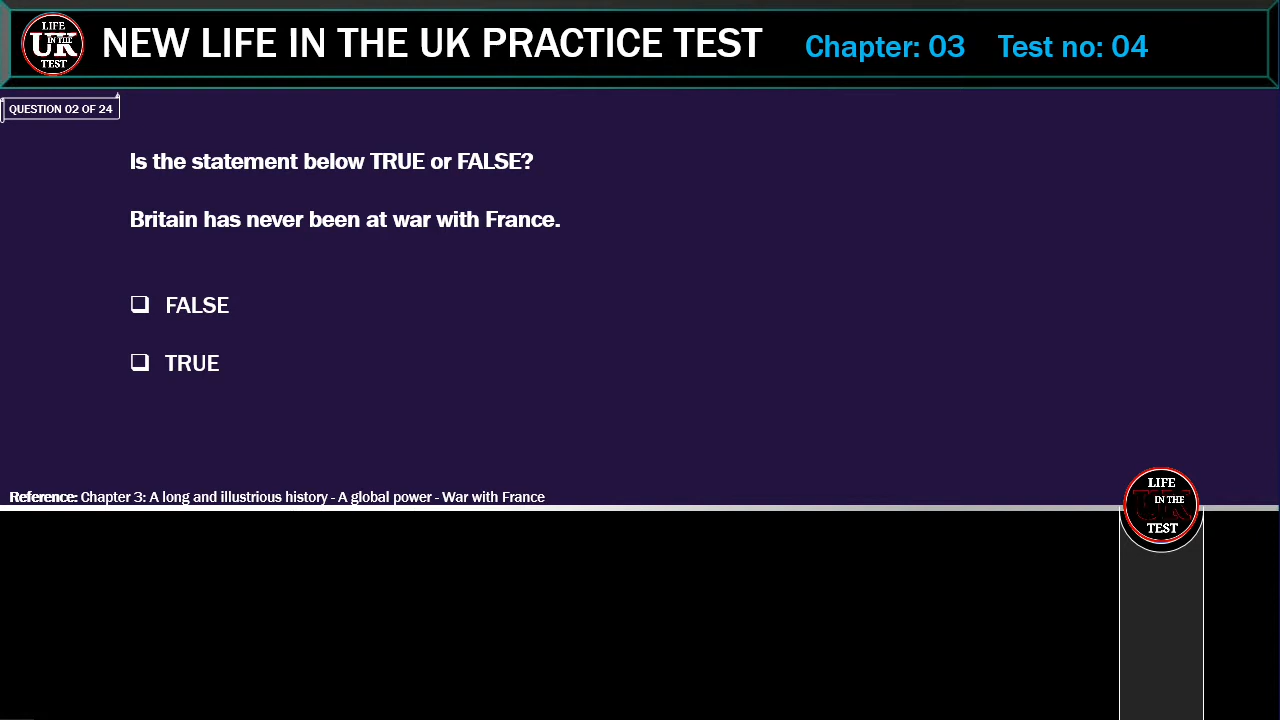 LIFE
UK
IN THE
TEST
NEW LIFE IN THE UK PRACTICE TEST
Chapter: 03
Test no: 04
QUESTION 02 OF 24
Is the statement below TRUE or FALSE?
Britain has never been at war with France.
❑ FALSE
❑ TRUE
Reference: Chapter 3: A long and illustrious history - A global power - War with France
LIFE
UK
IN THE
TEST